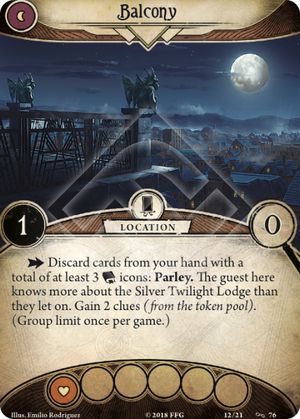 Balcony
1
LOCATION
0
Discard cards from your hand with a
total of at least 3 icons: Parley. The guest here
knows more about the Silver Twilight Lodge than
they let on. Gain 2 clues (from the token pool).
(Group limit once per game.)
Illus. Emilio Rodriguez © 2018 FFG 12/21 76